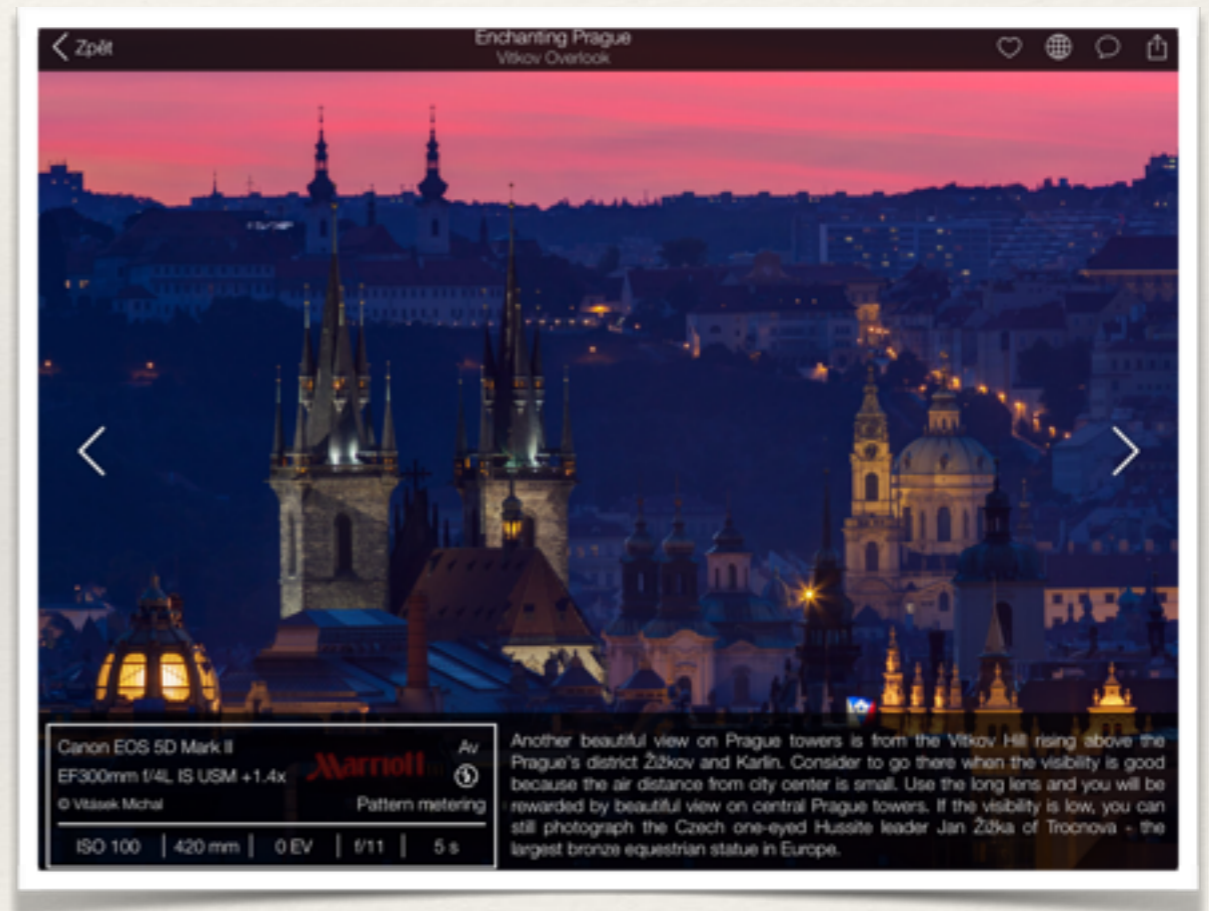 Zpět
Enchanting Prague
Vitkov Overlook
Canon EOS 5D Mark II
Av
EF300mm f/4L IS USM +1.4x
Marriott
© Vitásek Michal
Pattern metering
ISO 100 | 420 mm | 0 EV | f/11 | 5 s
Another beautiful view on Prague towers is from the Vitkov Hill rising above the
Prague's district Žižkov and Karlin. Consider to go there when the visibility is good
because the air distance from city center is small. Use the long lens and you will be
rewarded by beautiful view on central Prague towers. If the visibility is low, you can
still photograph the Czech one-eyed Hussite leader Jan Žižka of Trocnova - the
largest bronze equestrian statue in Europe.